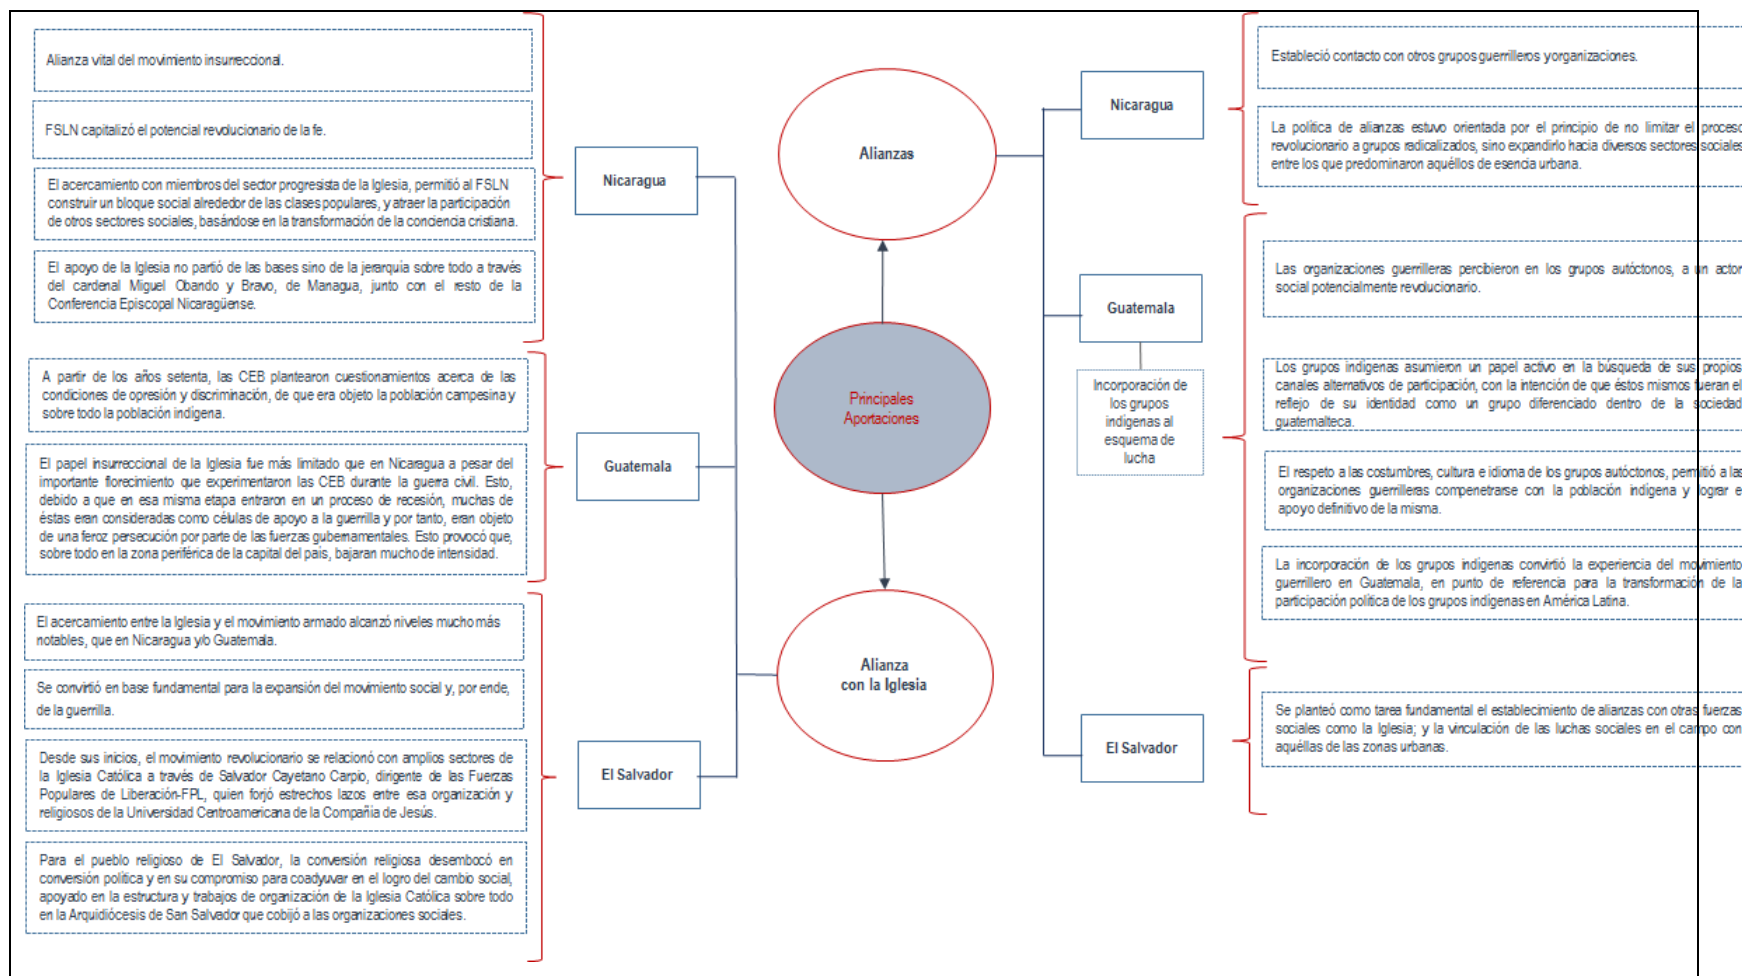 Alianza vital del movimiento insurreccional.
FSLN capitalizó el potencial revolucionario de la fe.
El acercamiento con miembros del sector progresista de la Iglesia, permitió al FSLN
construir un bloque social alrededor de las clases populares, y atraer la participación
de otros sectores sociales, basándose en la transformación de la conciencia cristiana.
El apoyo de la Iglesia no partió de las bases sino de la jerarquía sobre todo a través
del cardenal Miguel Obando y Bravo, de Managua, junto con el resto de la
Conferencia Episcopal Nicaragüense.
Nicaragua
A partir de los años setenta, las CEB plantearon cuestionamientos acerca de las
condiciones de opresión y discriminación, de que era objeto la población campesina y
sobre todo la población indígena.
El papel insurreccional de la Iglesia fue más limitado que en Nicaragua a pesar del
importante florecimiento que experimentaron las CEB durante la guerra civil. Esto,
debido a que en esa misma etapa entraron en un proceso de recesión, muchas de
éstas eran consideradas como células de apoyo a la guerrilla y por tanto, eran objeto
de una feroz persecución por parte de las fuerzas gubernamentales. Esto provocó que,
sobre todo en la zona periférica de la capital del país, bajaran mucho de intensidad.
Guatemala
El acercamiento entre la Iglesia y el movimiento armado alcanzó niveles mucho más
notables, que en Nicaragua y/o Guatemala.
Se convirtió en base fundamental para la expansión del movimiento social y, por ende,
de la guerrilla.
Desde sus inicios, el movimiento revolucionario se relacionó con amplios sectores de
la Iglesia Católica a través de Salvador Cayetano Carpio, dirigente de las Fuerzas
Populares de Liberación-FPL, quien forjó estrechos lazos entre esa organización y
religiosos de la Universidad Centroamericana de la Compañía de Jesús.
Para el pueblo religioso de El Salvador, la conversión religiosa desembocó en
conversión política y en su compromiso para coadyuvar en el logro del cambio social,
apoyado en la estructura y trabajos de organización de la Iglesia Católica sobre todo
en la Arquidiócesis de San Salvador que cobijó a las organizaciones sociales.
El Salvador
Alianzas
Principales
Aportaciones
Alianza
con la Iglesia
Nicaragua
Estableció contacto con otros grupos guerrilleros y organizaciones.
La política de alianzas estuvo orientada por el principio de no limitar el proceso
revolucionario a grupos radicalizados, sino expandirlo hacia diversos sectores sociales
entre los que predominaron aquéllos de esencia urbana.
Guatemala
Incorporación de
los grupos
indígenas al
esquema de
lucha
Las organizaciones guerrilleras percibieron en los grupos autóctonos, a un actor
social potencialmente revolucionario.
Los grupos indígenas asumieron un papel activo en la búsqueda de sus propios
canales alternativos de participación, con la intención de que éstos mismos fueran el
reflejo de su identidad como un grupo diferenciado dentro de la sociedad
guatemalteca.
El respeto a las costumbres, cultura e idioma de los grupos autóctonos, permitió a las
organizaciones guerrilleras compenetrarse con la población indígena y lograr e
apoyo definitivo de la misma.
La incorporación de los grupos indígenas convirtió la experiencia del movimiento
guerrillero en Guatemala, en punto de referencia para la transformación de la
participación política de los grupos indígenas en América Latina.
El Salvador
Se planteó como tarea fundamental el establecimiento de alianzas con otras fuerzas
sociales como la Iglesia; y la vinculación de las luchas sociales en el campo con
aquéllas de las zonas urbanas.